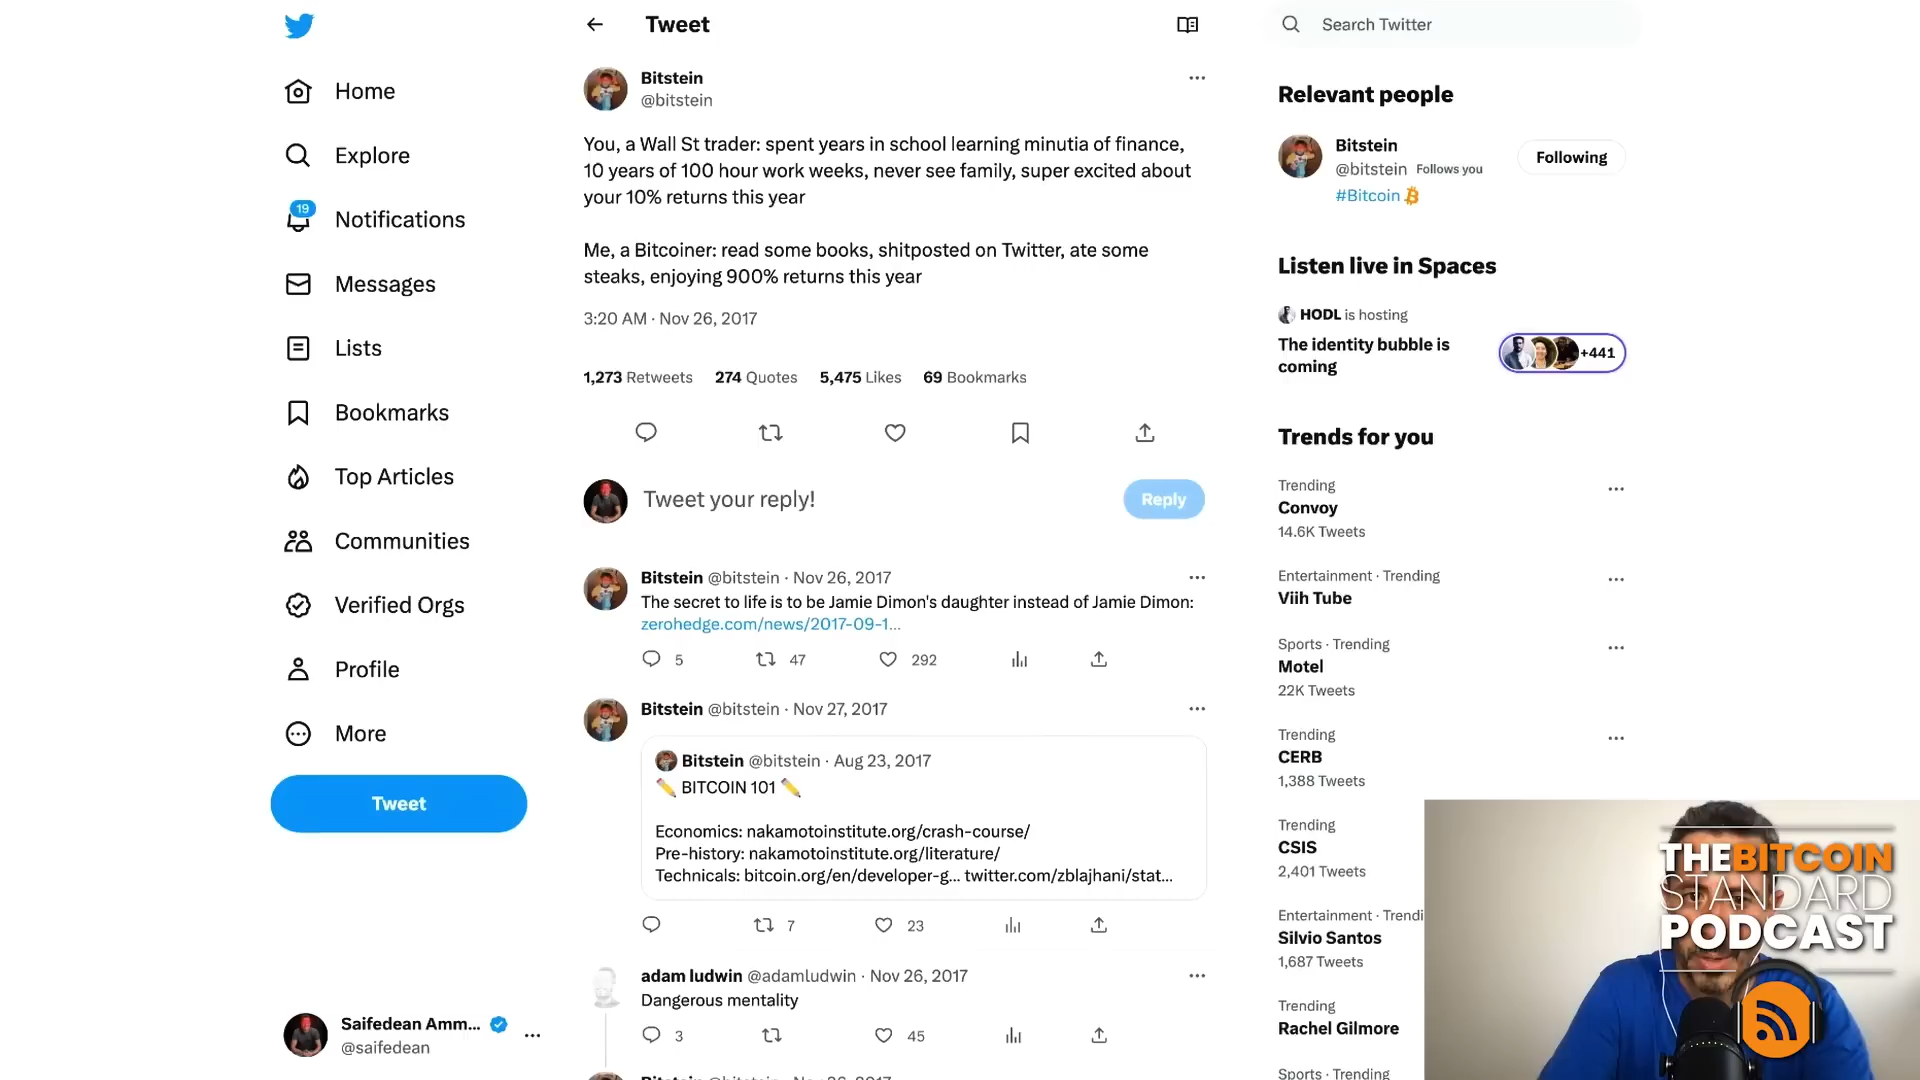 Home
Explore
19
Notifications
Messages
Lists
Bookmarks
Top Articles
Communities
Verified Orgs
Profile
More
Tweet
Saifedean Amm...
@saifedean
Tweet
Bitstein
@bitstein
You, a Wall St trader: spent years in school learning minutia of finance,
10 years of 100 hour work weeks, never see family, super excited about
your 10% returns this year
Me, a Bitcoiner: read some books, shitposted on Twitter, ate some
steaks, enjoying 900% returns this year
3:20 AM · Nov 26, 2017
1,273 Retweets 274 Quotes 5,475 Likes 69 Bookmarks
Tweet your reply!
Reply
Bitstein @bitstein · Nov 26, 2017
The secret to life is to be Jamie Dimon's daughter instead of Jamie Dimon:
zerohedge.com/news/2017-09-1...
5 47 292
Bitstein @bitstein · Nov 27, 2017
Bitstein @bitstein · Aug 23, 2017
✏️ BITCOIN 101 ✏️
Economics: nakamotoinstitute.org/crash-course/
Pre-history: nakamotoinstitute.org/literature/
Technicals: bitcoin.org/en/developer-g... twitter.com/zblajhani/stat...
7 23
adam ludwin @adamludwin · Nov 26, 2017
Dangerous mentality
3 45
Search Twitter
Relevant people
Bitstein
@bitstein Follows you
Following
#Bitcoin
Listen live in Spaces
HODL is hosting
The identity bubble is
coming
+441
Trends for you
Trending
Convoy
14.6K Tweets
Entertainment · Trending
Viih Tube
Sports · Trending
Motel
22K Tweets
Trending
CERB
1,388 Tweets
Trending
CSIS
2,401 Tweets
Entertainment · Trendi
Silvio Santos
1,687 Tweets
Trending
Rachel Gilmore
Sports · Trending
THEBITCOIN
STANDARD
PODCAST